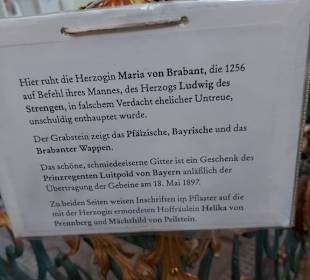 Hier ruht die Herzogin Maria von Brabant, die 1256
auf Befehl ihres Mannes, des Herzogs Ludwig des
Strengen, in falschem Verdacht ehelicher Untreue,
unschuldig enthauptet wurde.
Der Grabstein zeigt das Pfälzische, Bayrische und das
Brabanter Wappen.
Das schöne, schmiedeeiserne Gitter ist ein Geschenk des
Prinzregenten Luitpold von Bayern anläßlich der
Übertragung der Gebeine am 18. Mai 1897.
Zu beiden Seiten weisen Inschriften im Pflaster auf die
mit der Herzogin ermordeten Hoffräulein Helika von
Prennberg und Mächthild von Peilstein.